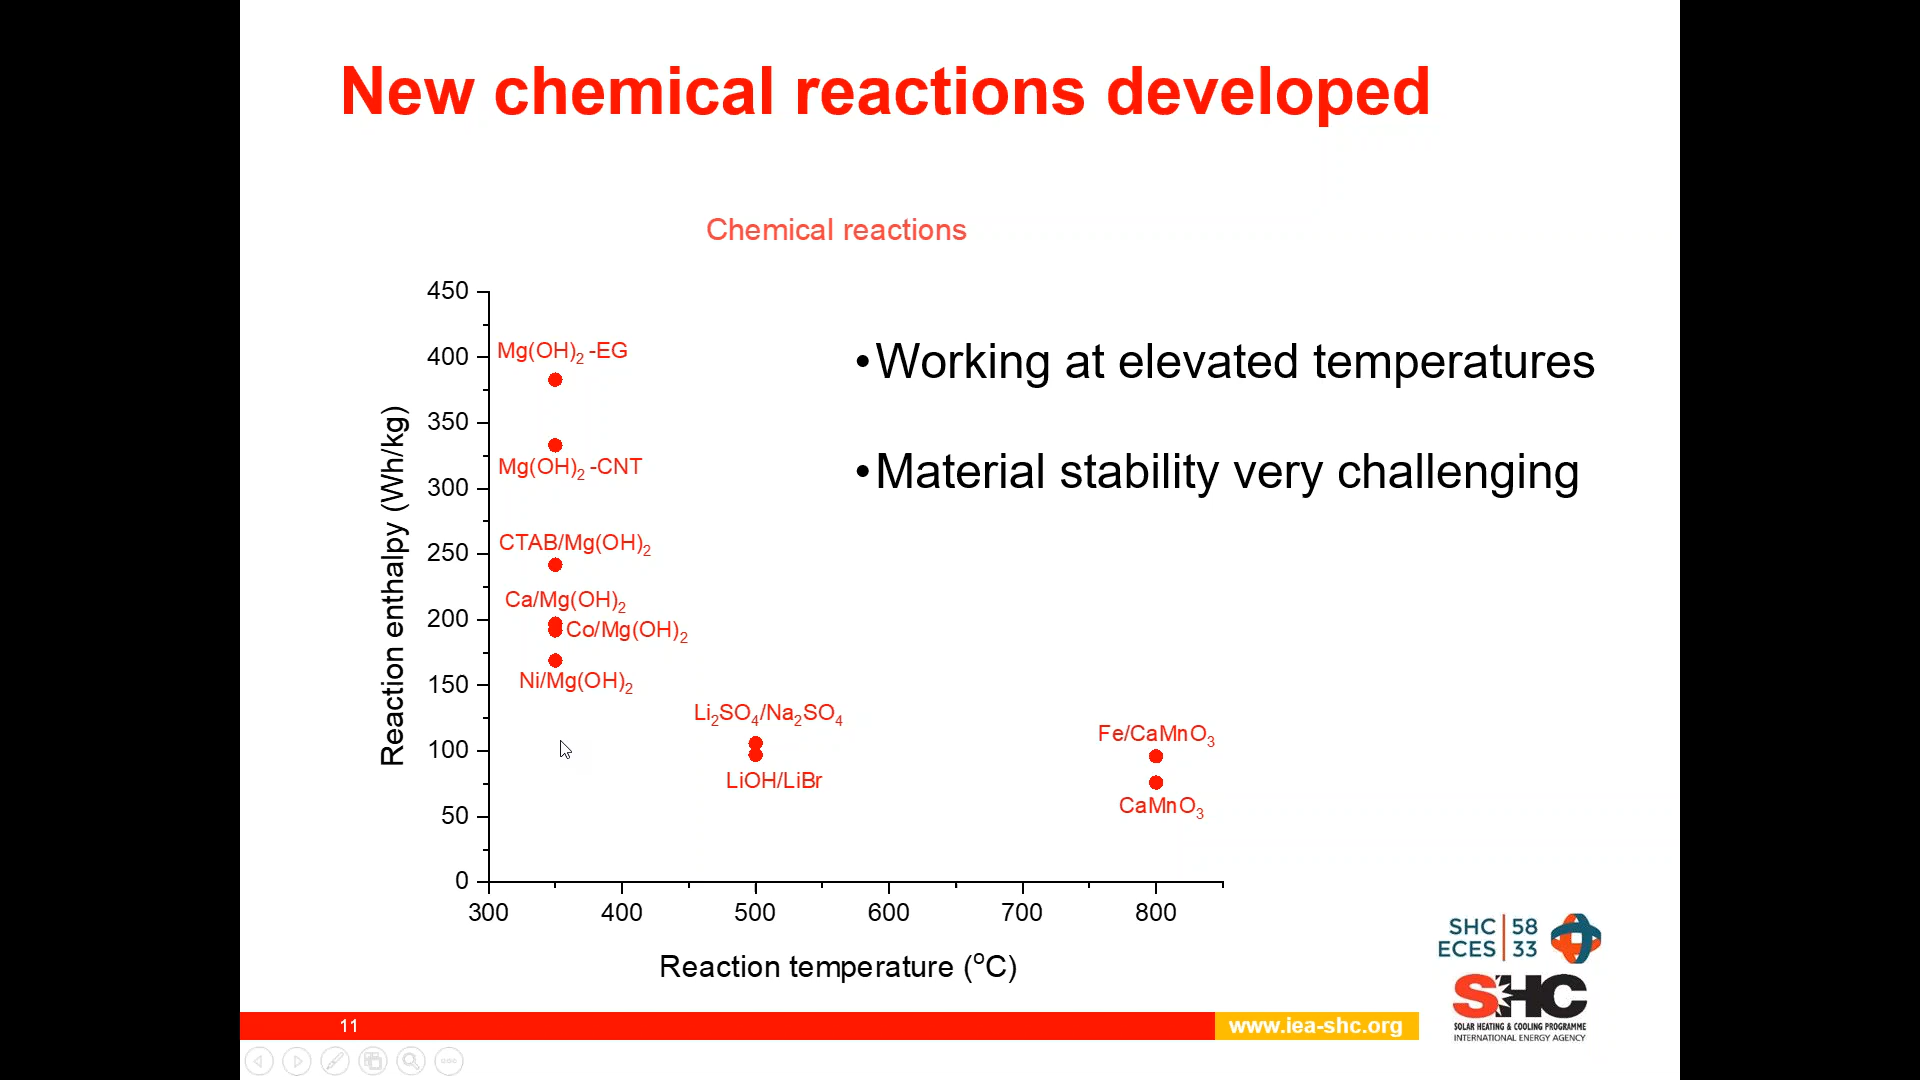 New chemical reactions developed
Chemical reactions
•Working at elevated temperatures
•Material stability very challenging
Reaction enthalpy (Wh/kg)
450
400
350
300
250
200
150
100
50
0
Mg(OH)₂ -EG
Mg(OH)₂ -CNT
CTAB/Mg(OH)₂
Ca/Mg(OH)₂
Co/Mg(OH)₂
Ni/Mg(OH)₂
Li₂SO₄/Na₂SO₄
LiOH/LiBr
Fe/CaMnO₃
CaMnO₃
300 400 500 600 700 800
Reaction temperature (°C)
SHC 58
ECES 33
SHC
SOLAR HEATING & COOLING PROGRAMME
INTERNATIONAL ENERGY AGENCY
11
www.iea-shc.org